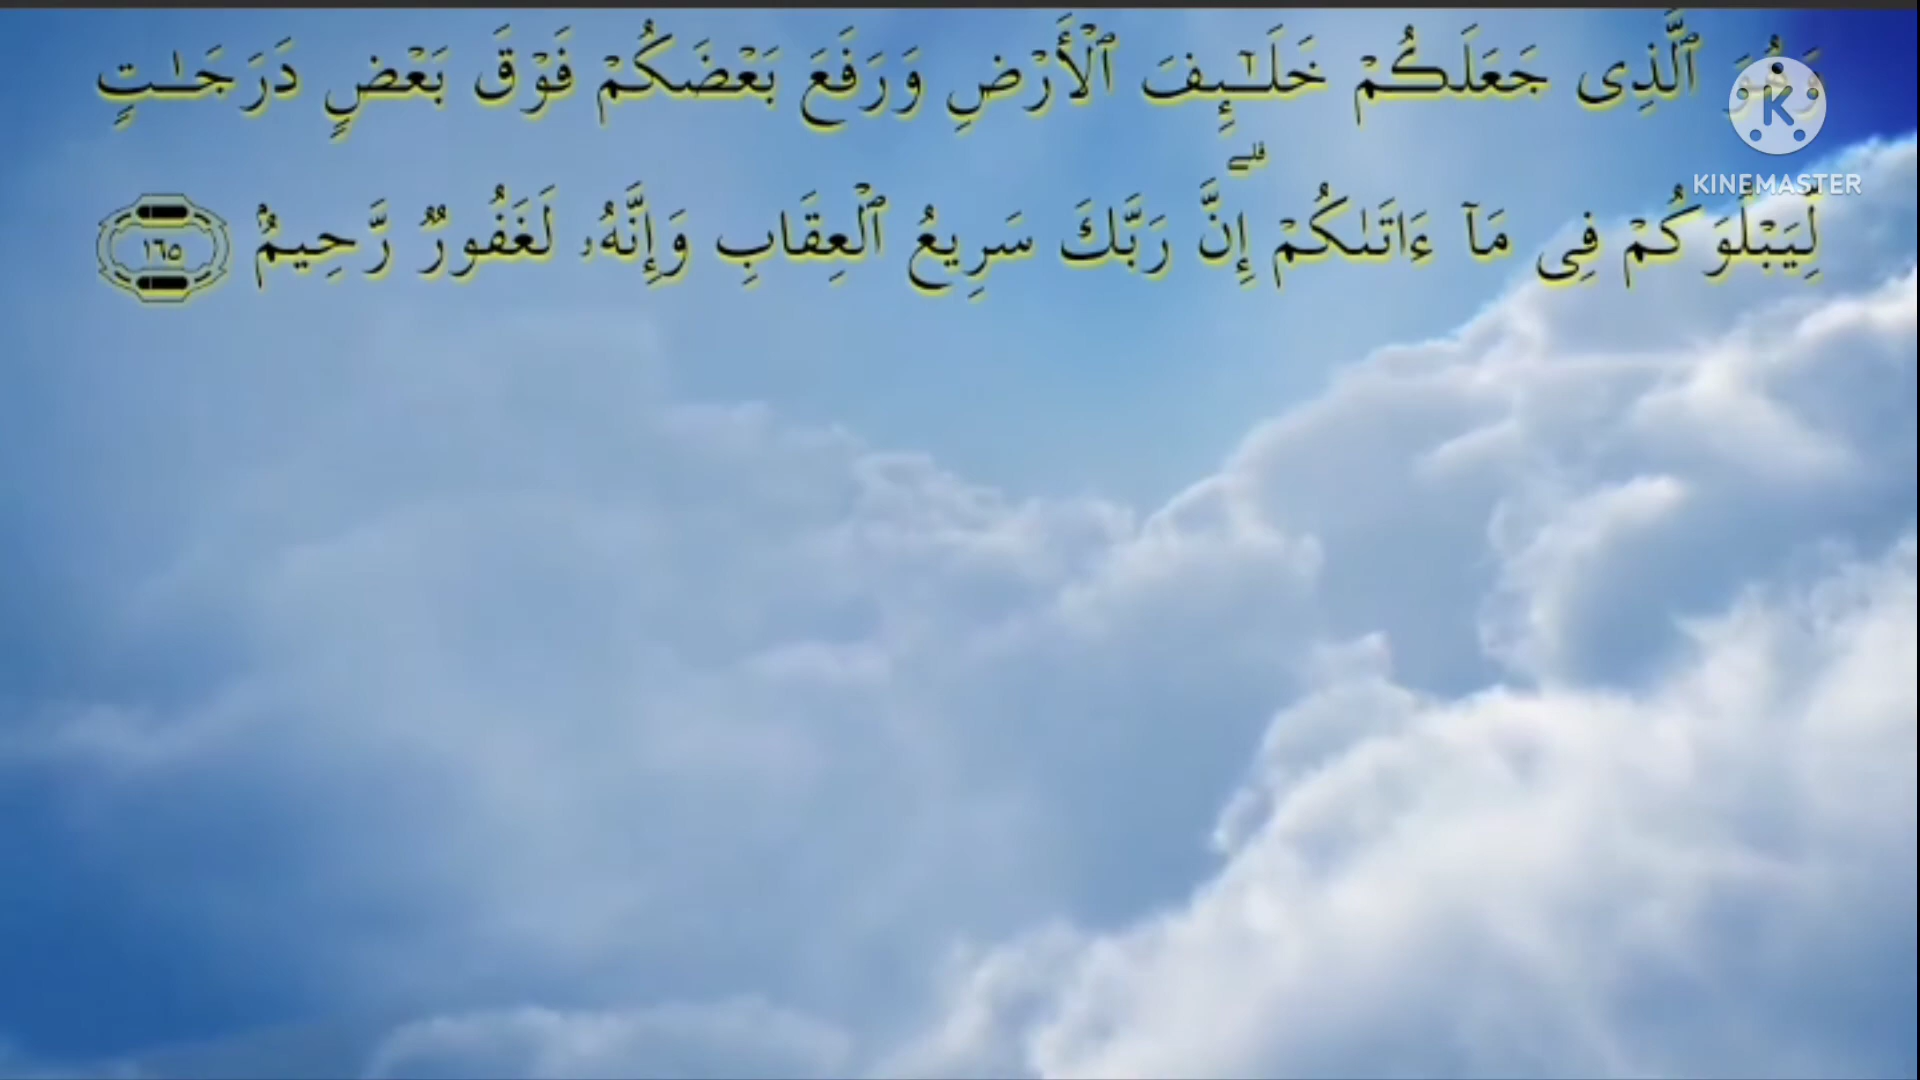 وَهُوَ ٱلَّذِى جَعَلَكُمْ خَلَـٰٓئِفَ ٱلْأَرْضِ وَرَفَعَ بَعْضَكُمْ فَوْقَ بَعْضٍ دَرَجَـٰتٍ
لِّيَبْلُوَكُمْ فِى مَآ ءَاتَىٰكُمْ ۗ إِنَّ رَبَّكَ سَرِيعُ ٱلْعِقَابِ وَإِنَّهُۥ لَغَفُورٌ رَّحِيمٌۢ ١٦٥
K
KINEMASTER